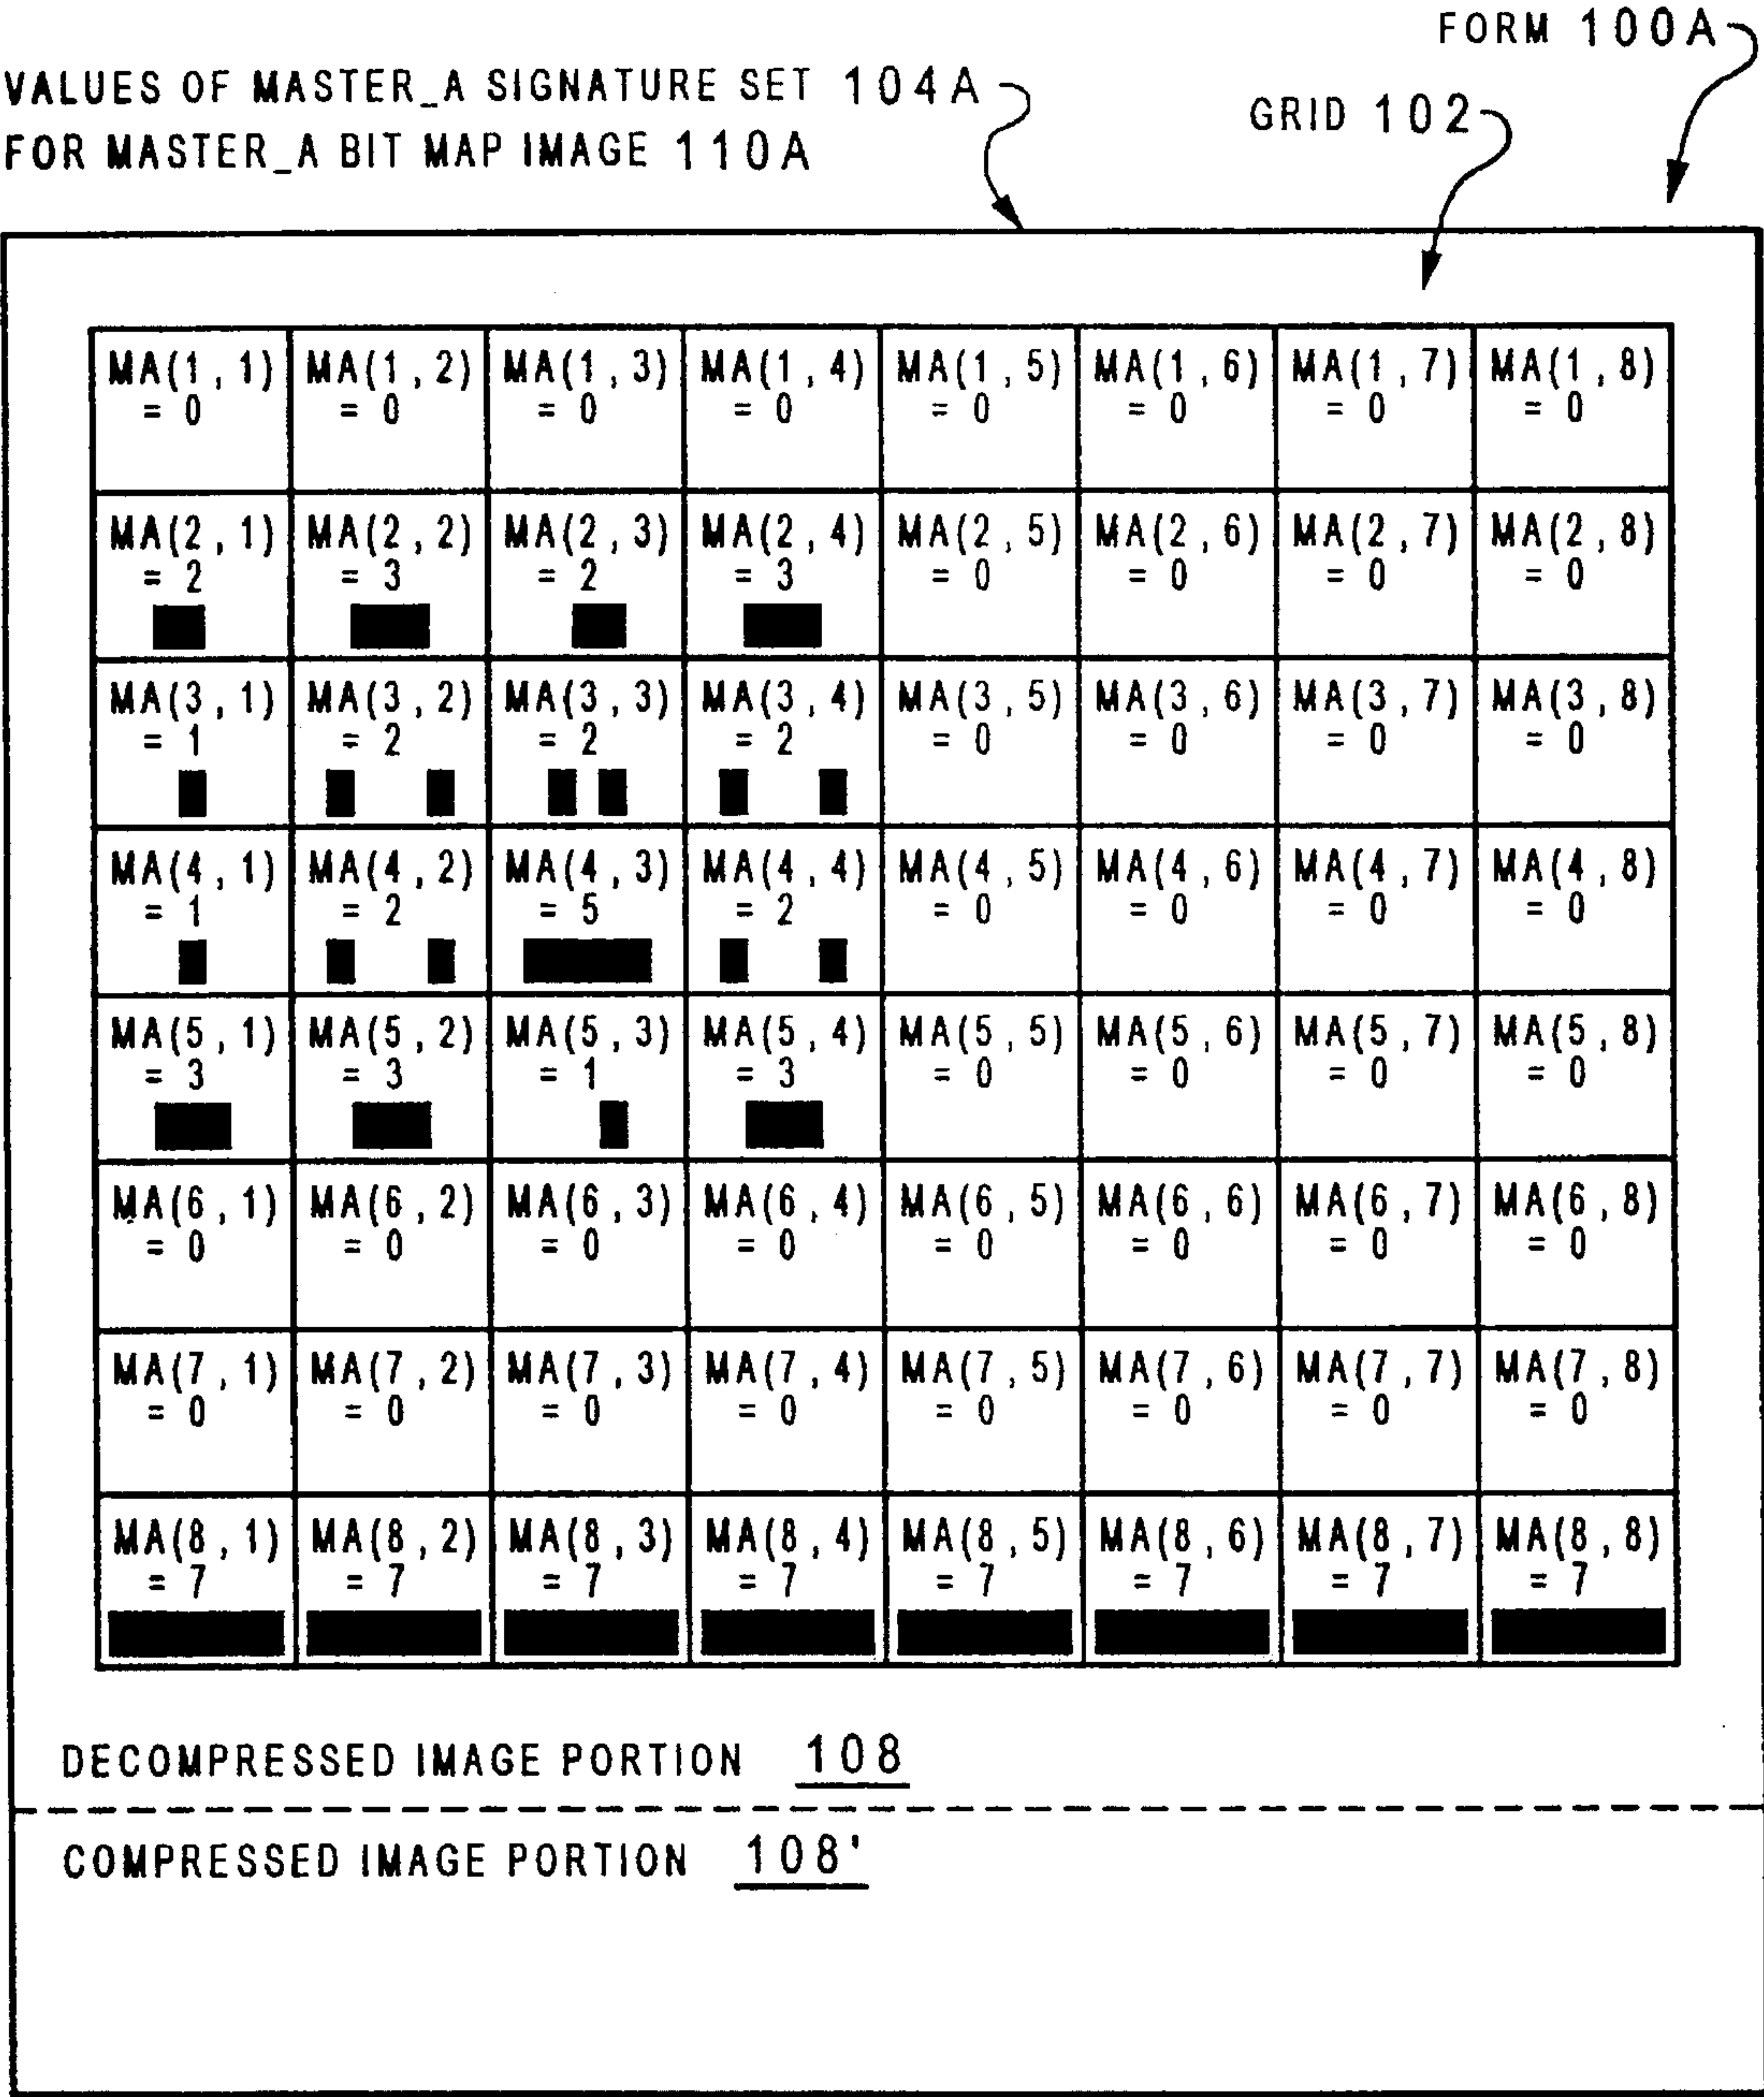 FORM 100A
VALUES OF MASTER_A SIGNATURE SET 104A
GRID 102
FOR MASTER_A BIT MAP IMAGE 110A
MA(1,1) MA(1,2) MA(1,3) MA(1,4) MA(1,5) MA(1,6) MA(1,7) MA(1,8)
= 0 = 0 = 0 = 0 = 0 = 0 = 0 = 0
MA(2,1) MA(2,2) MA(2,3) MA(2,4) MA(2,5) MA(2,6) MA(2,7) MA(2,8)
= 2 = 3 = 2 = 3 = 0 = 0 = 0 = 0
MA(3,1) MA(3,2) MA(3,3) MA(3,4) MA(3,5) MA(3,6) MA(3,7) MA(3,8)
= 1 = 2 = 2 = 2 = 0 = 0 = 0 = 0
MA(4,1) MA(4,2) MA(4,3) MA(4,4) MA(4,5) MA(4,6) MA(4,7) MA(4,8)
= 1 = 2 = 5 = 2 = 0 = 0 = 0 = 0
MA(5,1) MA(5,2) MA(5,3) MA(5,4) MA(5,5) MA(5,6) MA(5,7) MA(5,8)
= 3 = 3 = 1 = 3 = 0 = 0 = 0 = 0
MA(6,1) MA(6,2) MA(6,3) MA(6,4) MA(6,5) MA(6,6) MA(6,7) MA(6,8)
= 0 = 0 = 0 = 0 = 0 = 0 = 0 = 0
MA(7,1) MA(7,2) MA(7,3) MA(7,4) MA(7,5) MA(7,6) MA(7,7) MA(7,8)
= 0 = 0 = 0 = 0 = 0 = 0 = 0 = 0
MA(8,1) MA(8,2) MA(8,3) MA(8,4) MA(8,5) MA(8,6) MA(8,7) MA(8,8)
= 7 = 7 = 7 = 7 = 7 = 7 = 7 = 7
DECOMPRESSED IMAGE PORTION 108
COMPRESSED IMAGE PORTION 108'